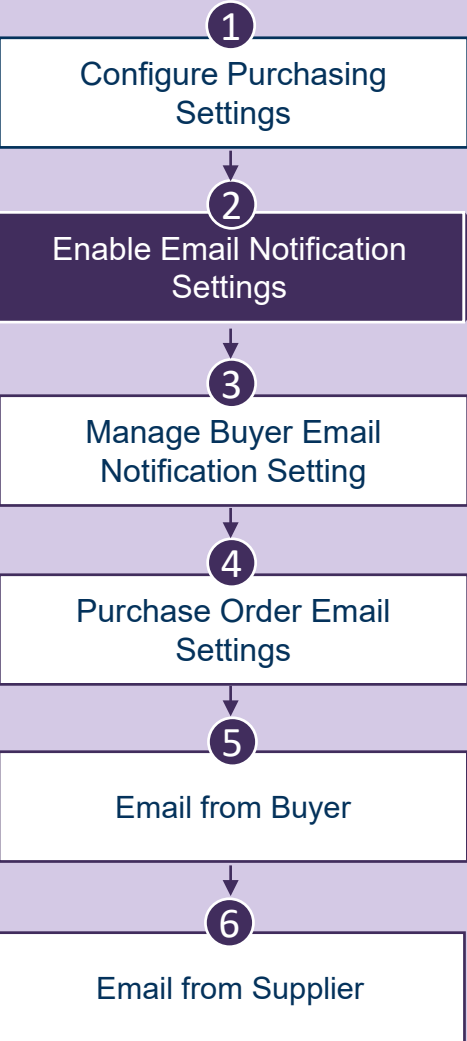 1
Configure Purchasing
Settings
2
Enable Email Notification
Settings
3
Manage Buyer Email
Notification Setting
4
Purchase Order Email
Settings
5
Email from Buyer
6
Email from Supplier